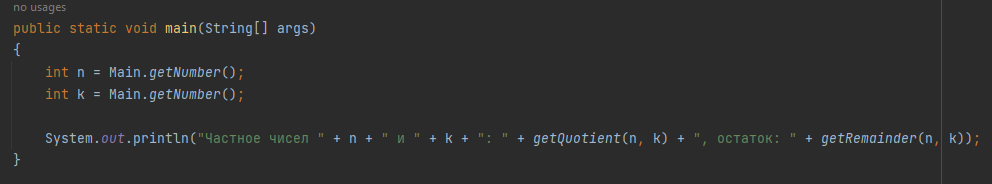 no usages
public static void main(String[] args)
{
    int n = Main.getNumber();
    int k = Main.getNumber();

    System.out.println("Частное чисел " + n + " и " + k + ": " + getQuotient(n, k) + ", остаток: " + getRemainder(n, k));
}